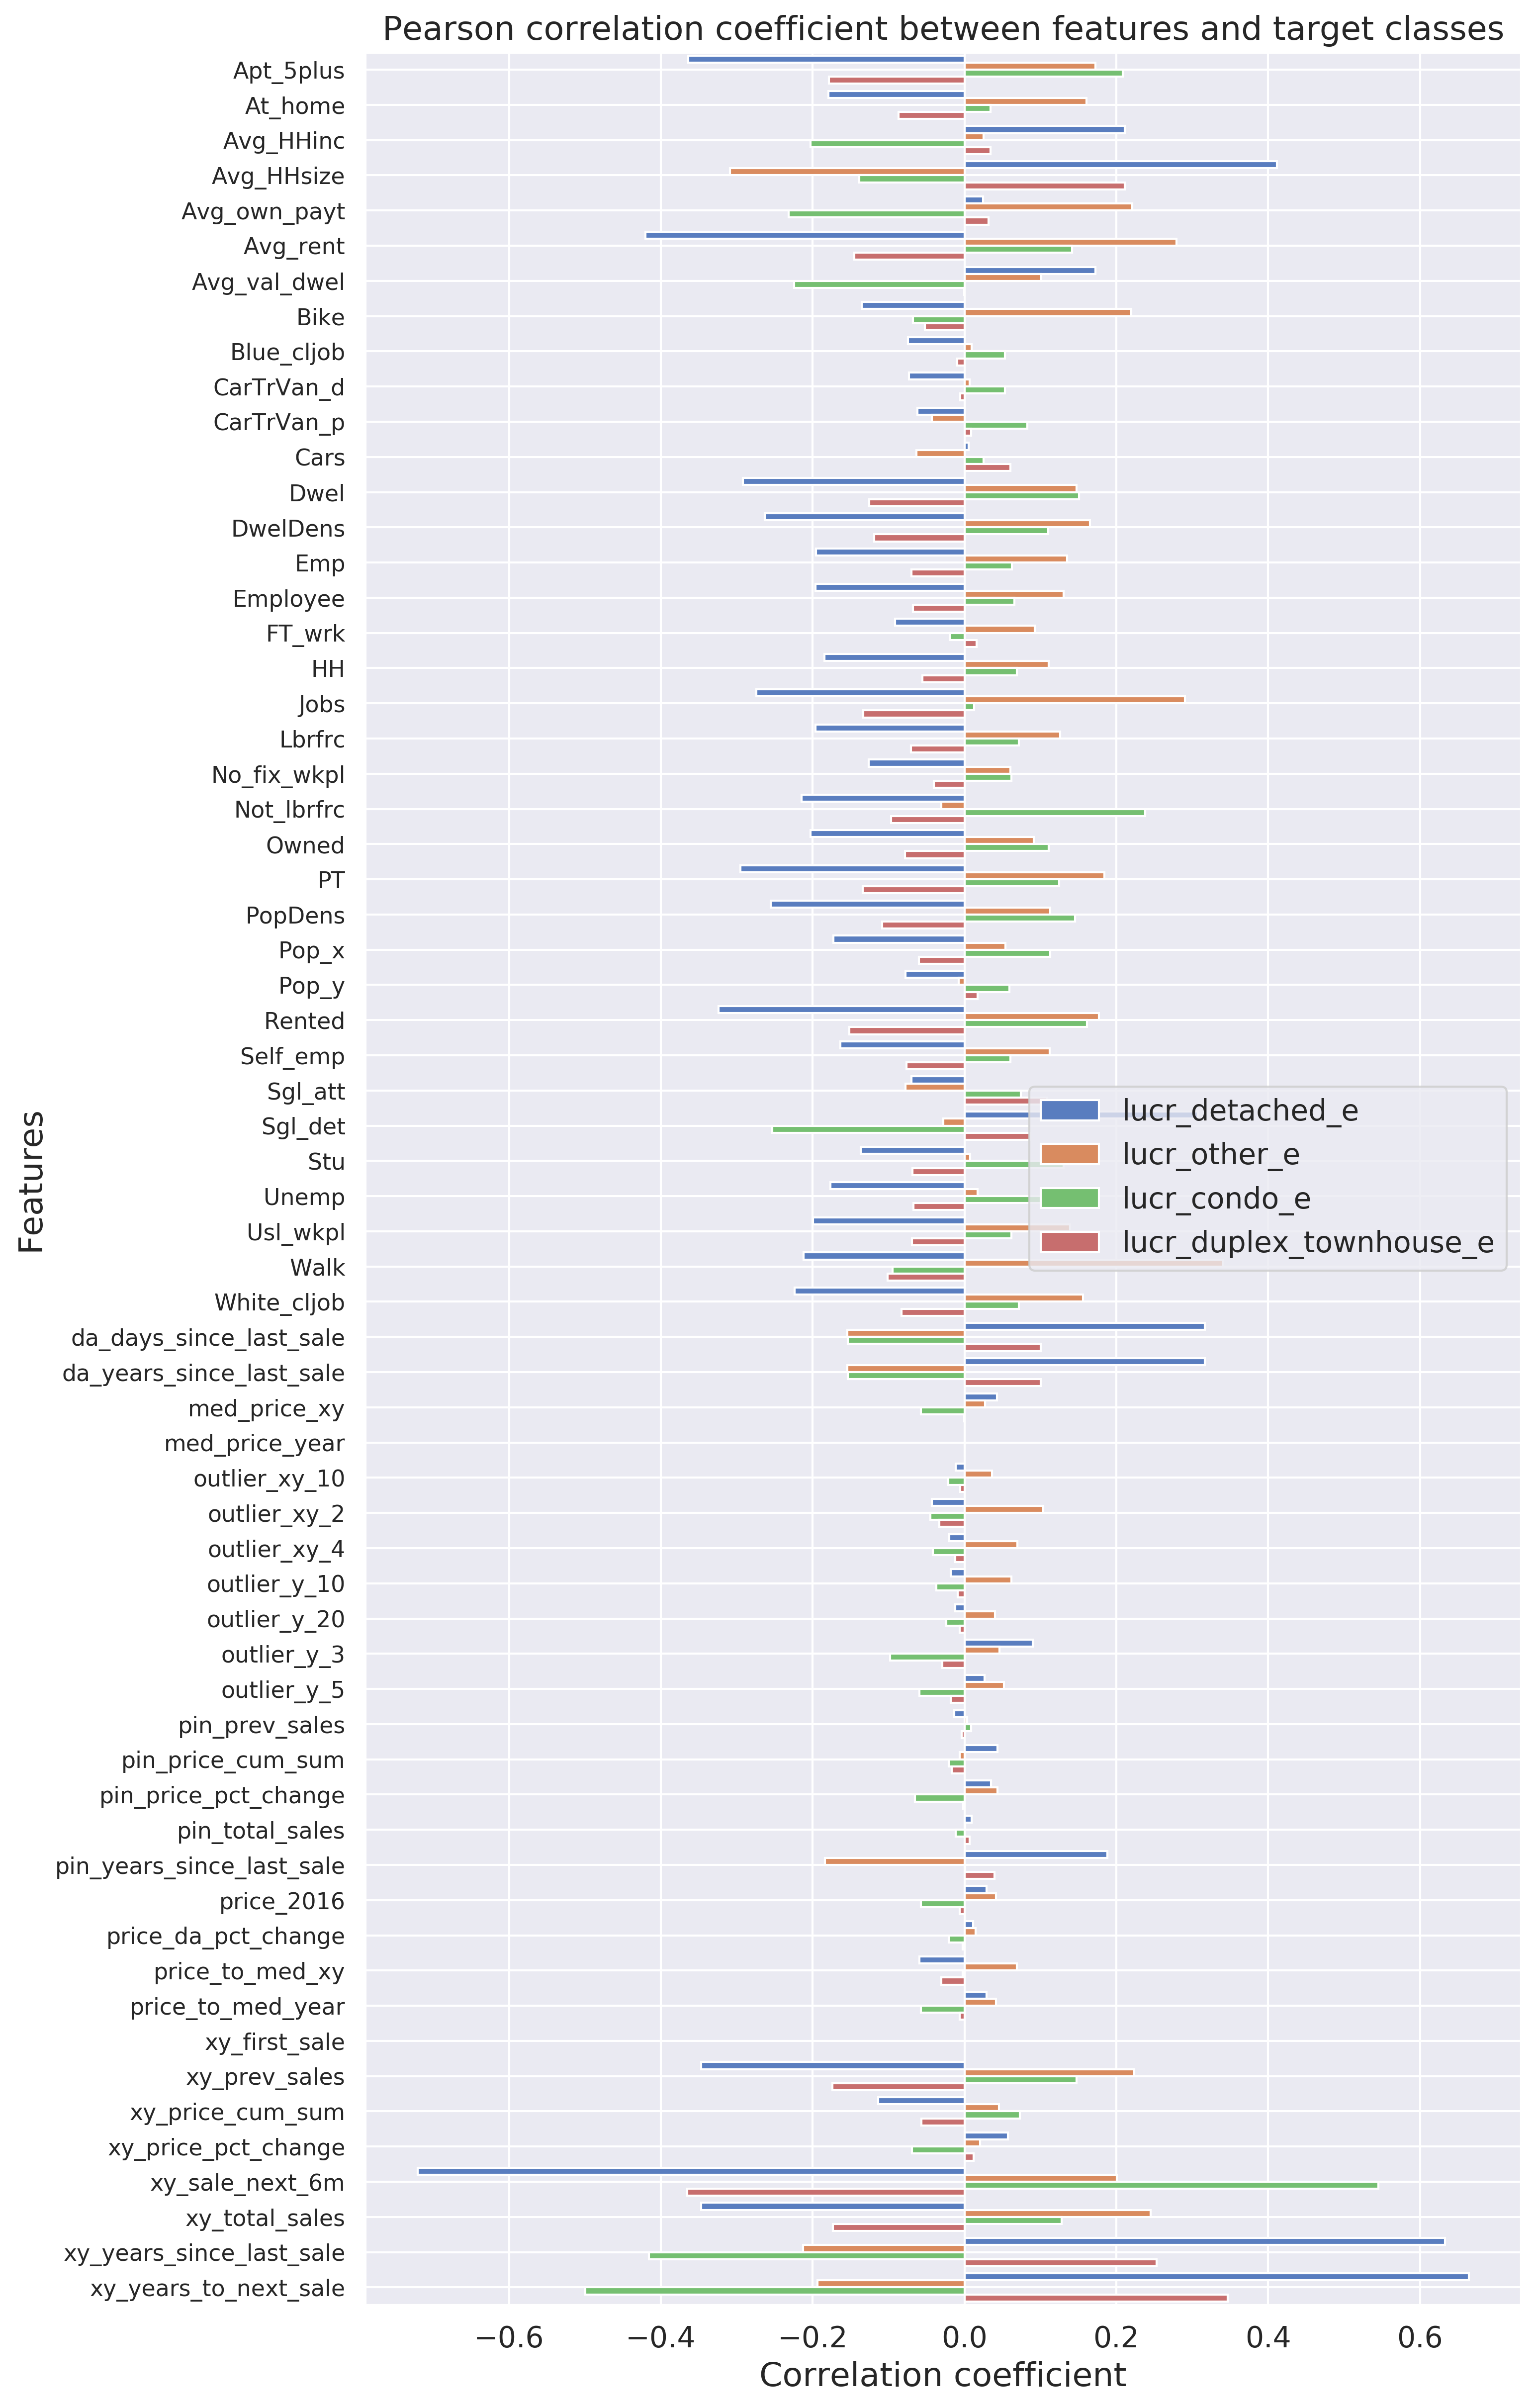 Pearson correlation coefficient between features and target classes
Features
Apt_5plus
At_home
Avg_HHinc
Avg_HHsize
Avg_own_payt
Avg_rent
Avg_val_dwel
Bike
Blue_cljob
CarTrVan_d
CarTrVan_p
Cars
Dwel
DwelDens
Emp
Employee
FT_wrk
HH
Jobs
Lbrfrc
No_fix_wkpl
Not_lbrfrc
Owned
PT
PopDens
Pop_x
Pop_y
Rented
Self_emp
Sgl_att
Sgl_det
Stu
Unemp
Usl_wkpl
Walk
White_cljob
da_days_since_last_sale
da_years_since_last_sale
med_price_xy
med_price_year
outlier_xy_10
outlier_xy_2
outlier_xy_4
outlier_y_10
outlier_y_20
outlier_y_3
outlier_y_5
pin_prev_sales
pin_price_cum_sum
pin_price_pct_change
pin_total_sales
pin_years_since_last_sale
price_2016
price_da_pct_change
price_to_med_xy
price_to_med_year
xy_first_sale
xy_prev_sales
xy_price_cum_sum
xy_price_pct_change
xy_sale_next_6m
xy_total_sales
xy_years_since_last_sale
xy_years_to_next_sale
lucr_detached_e
lucr_other_e
lucr_condo_e
lucr_duplex_townhouse_e
−0.6 −0.4 −0.2 0.0 0.2 0.4 0.6
Correlation coefficient